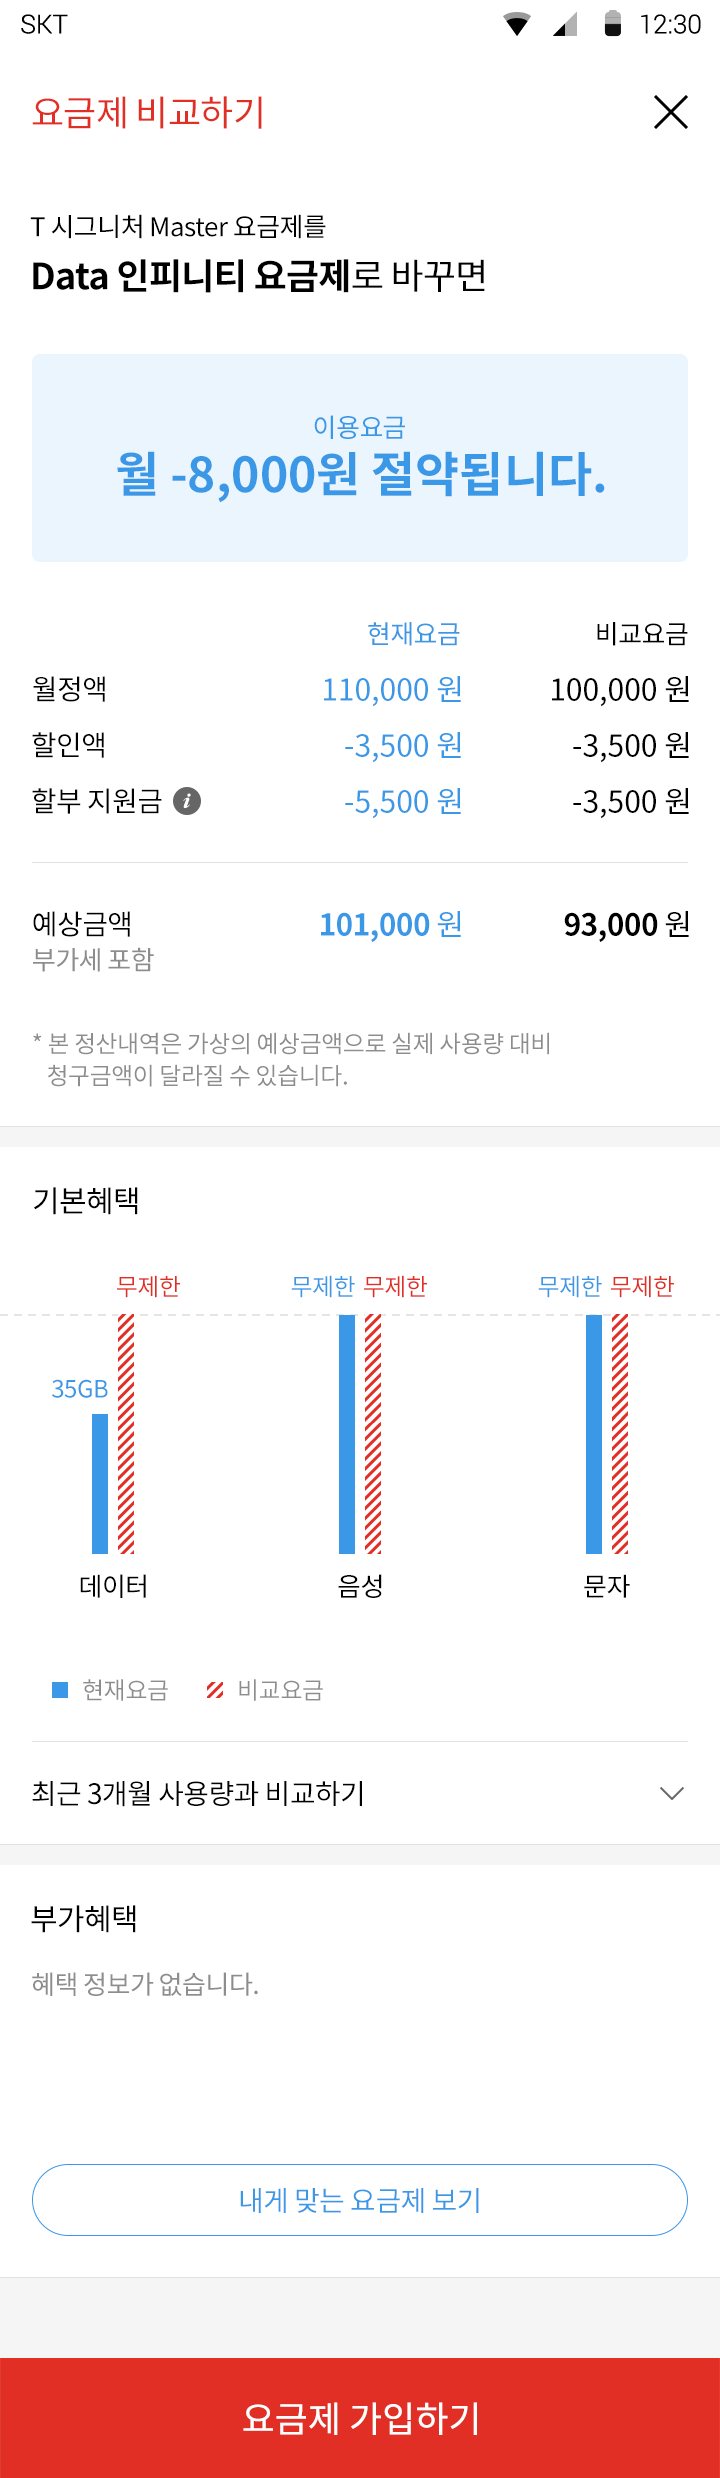 SKT 12:30
요금제 비교하기
T 시그니처 Master 요금제를
Data 인피니티 요금제로 바꾸면
이용요금
월 -8,000원 절약됩니다.
현재요금 비교요금
월정액 110,000 원 100,000 원
할인액 -3,500 원 -3,500 원
할부 지원금 i -5,500 원 -3,500 원
예상금액 101,000 원 93,000 원
부가세 포함
* 본 정산내역은 가상의 예상금액으로 실제 사용량 대비
청구금액이 달라질 수 있습니다.
기본혜택
무제한 무제한 무제한 무제한 무제한
35GB
데이터 음성 문자
현재요금 비교요금
최근 3개월 사용량과 비교하기
부가혜택
혜택 정보가 없습니다.
내게 맞는 요금제 보기
요금제 가입하기